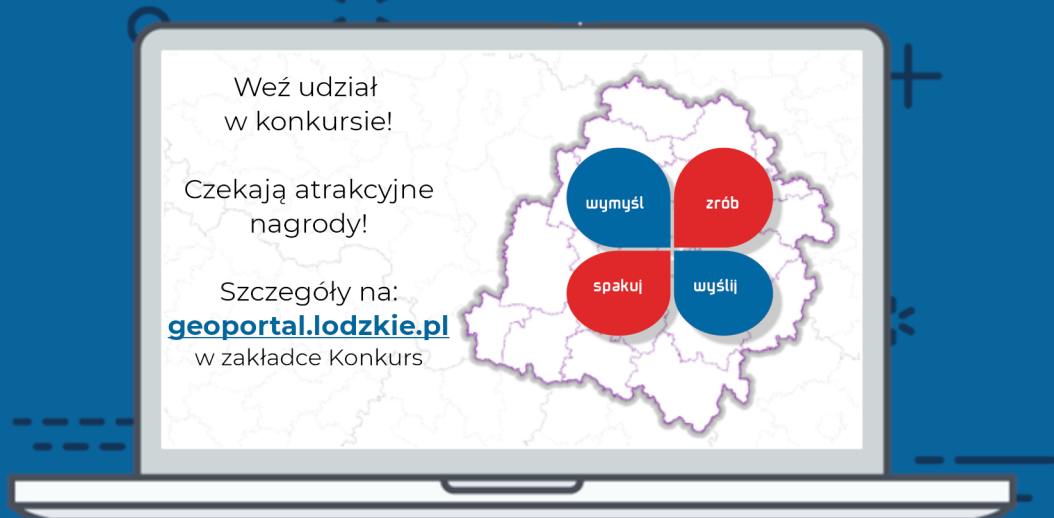 Weź udział
w konkursie!
Czekają atrakcyjne
nagrody!
Szczegóły na:
geoportal.lodzkie.pl
w zakładce Konkurs
wymyśl
zrób
spakuj
wyślij